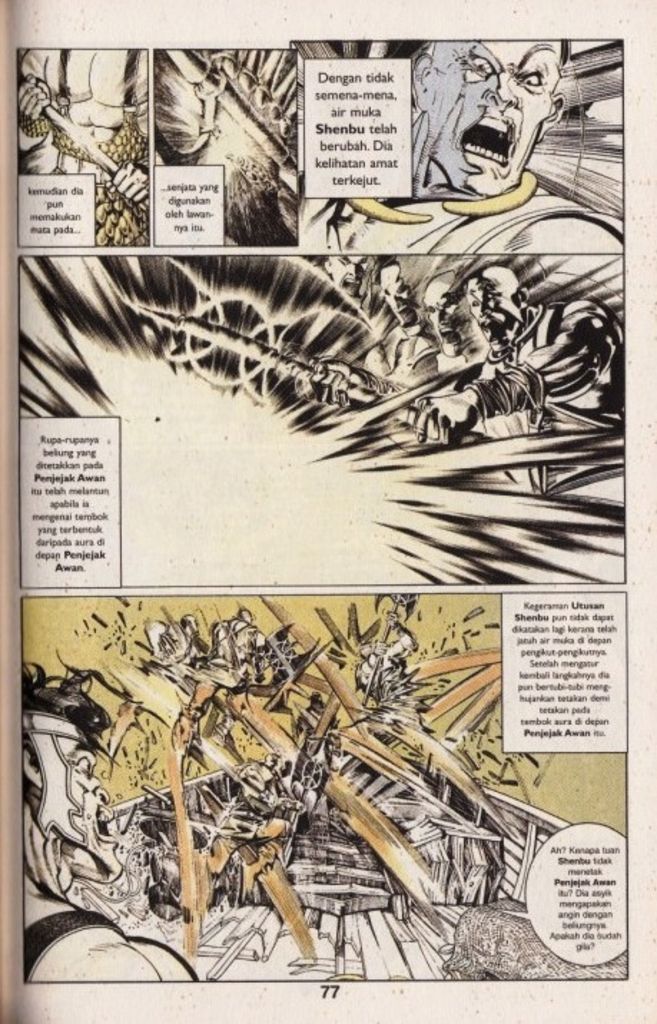 kemudian dia
pun
memakukan
mata pada...
...senjata yang
digunakan
oleh lawan-
nya itu.
Dengan tidak
semena-mena,
air muka
Shenbu telah
berubah. Dia
kelihatan amat
terkejut.
Rupa-rupanya
beliung yang
ditetakkan pada
Penjejak Awan
itu telah melantun
apabila ia
mengenai tembok
yang terbentuk
daripada aura di
depan Penjejak
Awan.
Kegeraman Utusan
Shenbu pun tidak dapat
dikatakan lagi kerana telah
jatuh air muka di depan
pengikut-pengikutnya.
Setelah mengatur
kembali langkahnya dia
pun bertubi-tubi meng-
hujankan tetakan demi
tetakan pada
tembok aura di depan
Penjejak Awan itu.
Ah? Kenapa tuan
Shenbu tidak
menetak
Penjejak Awan
itu? Dia asyik
mengapakan
angin dengan
beliungnya.
Apakah dia sudah
gila?
77